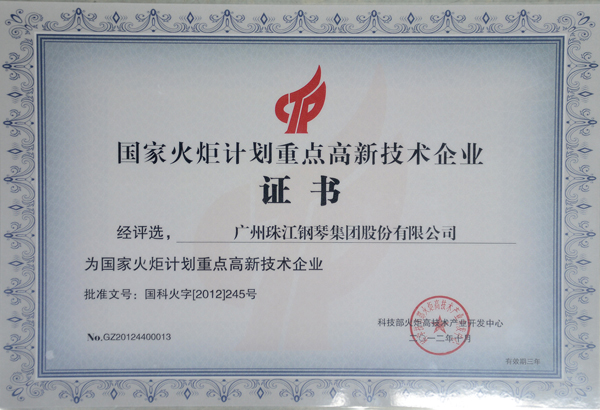 国家火炬计划重点高新技术企业
证书
经评选，广州珠江钢琴集团股份有限公司
为国家火炬计划重点高新技术企业
批准文号：国科火字[2012]245号
科技部火炬高技术产业开发中心
No.GZ20124400013
二〇一二年十月
有效期三年